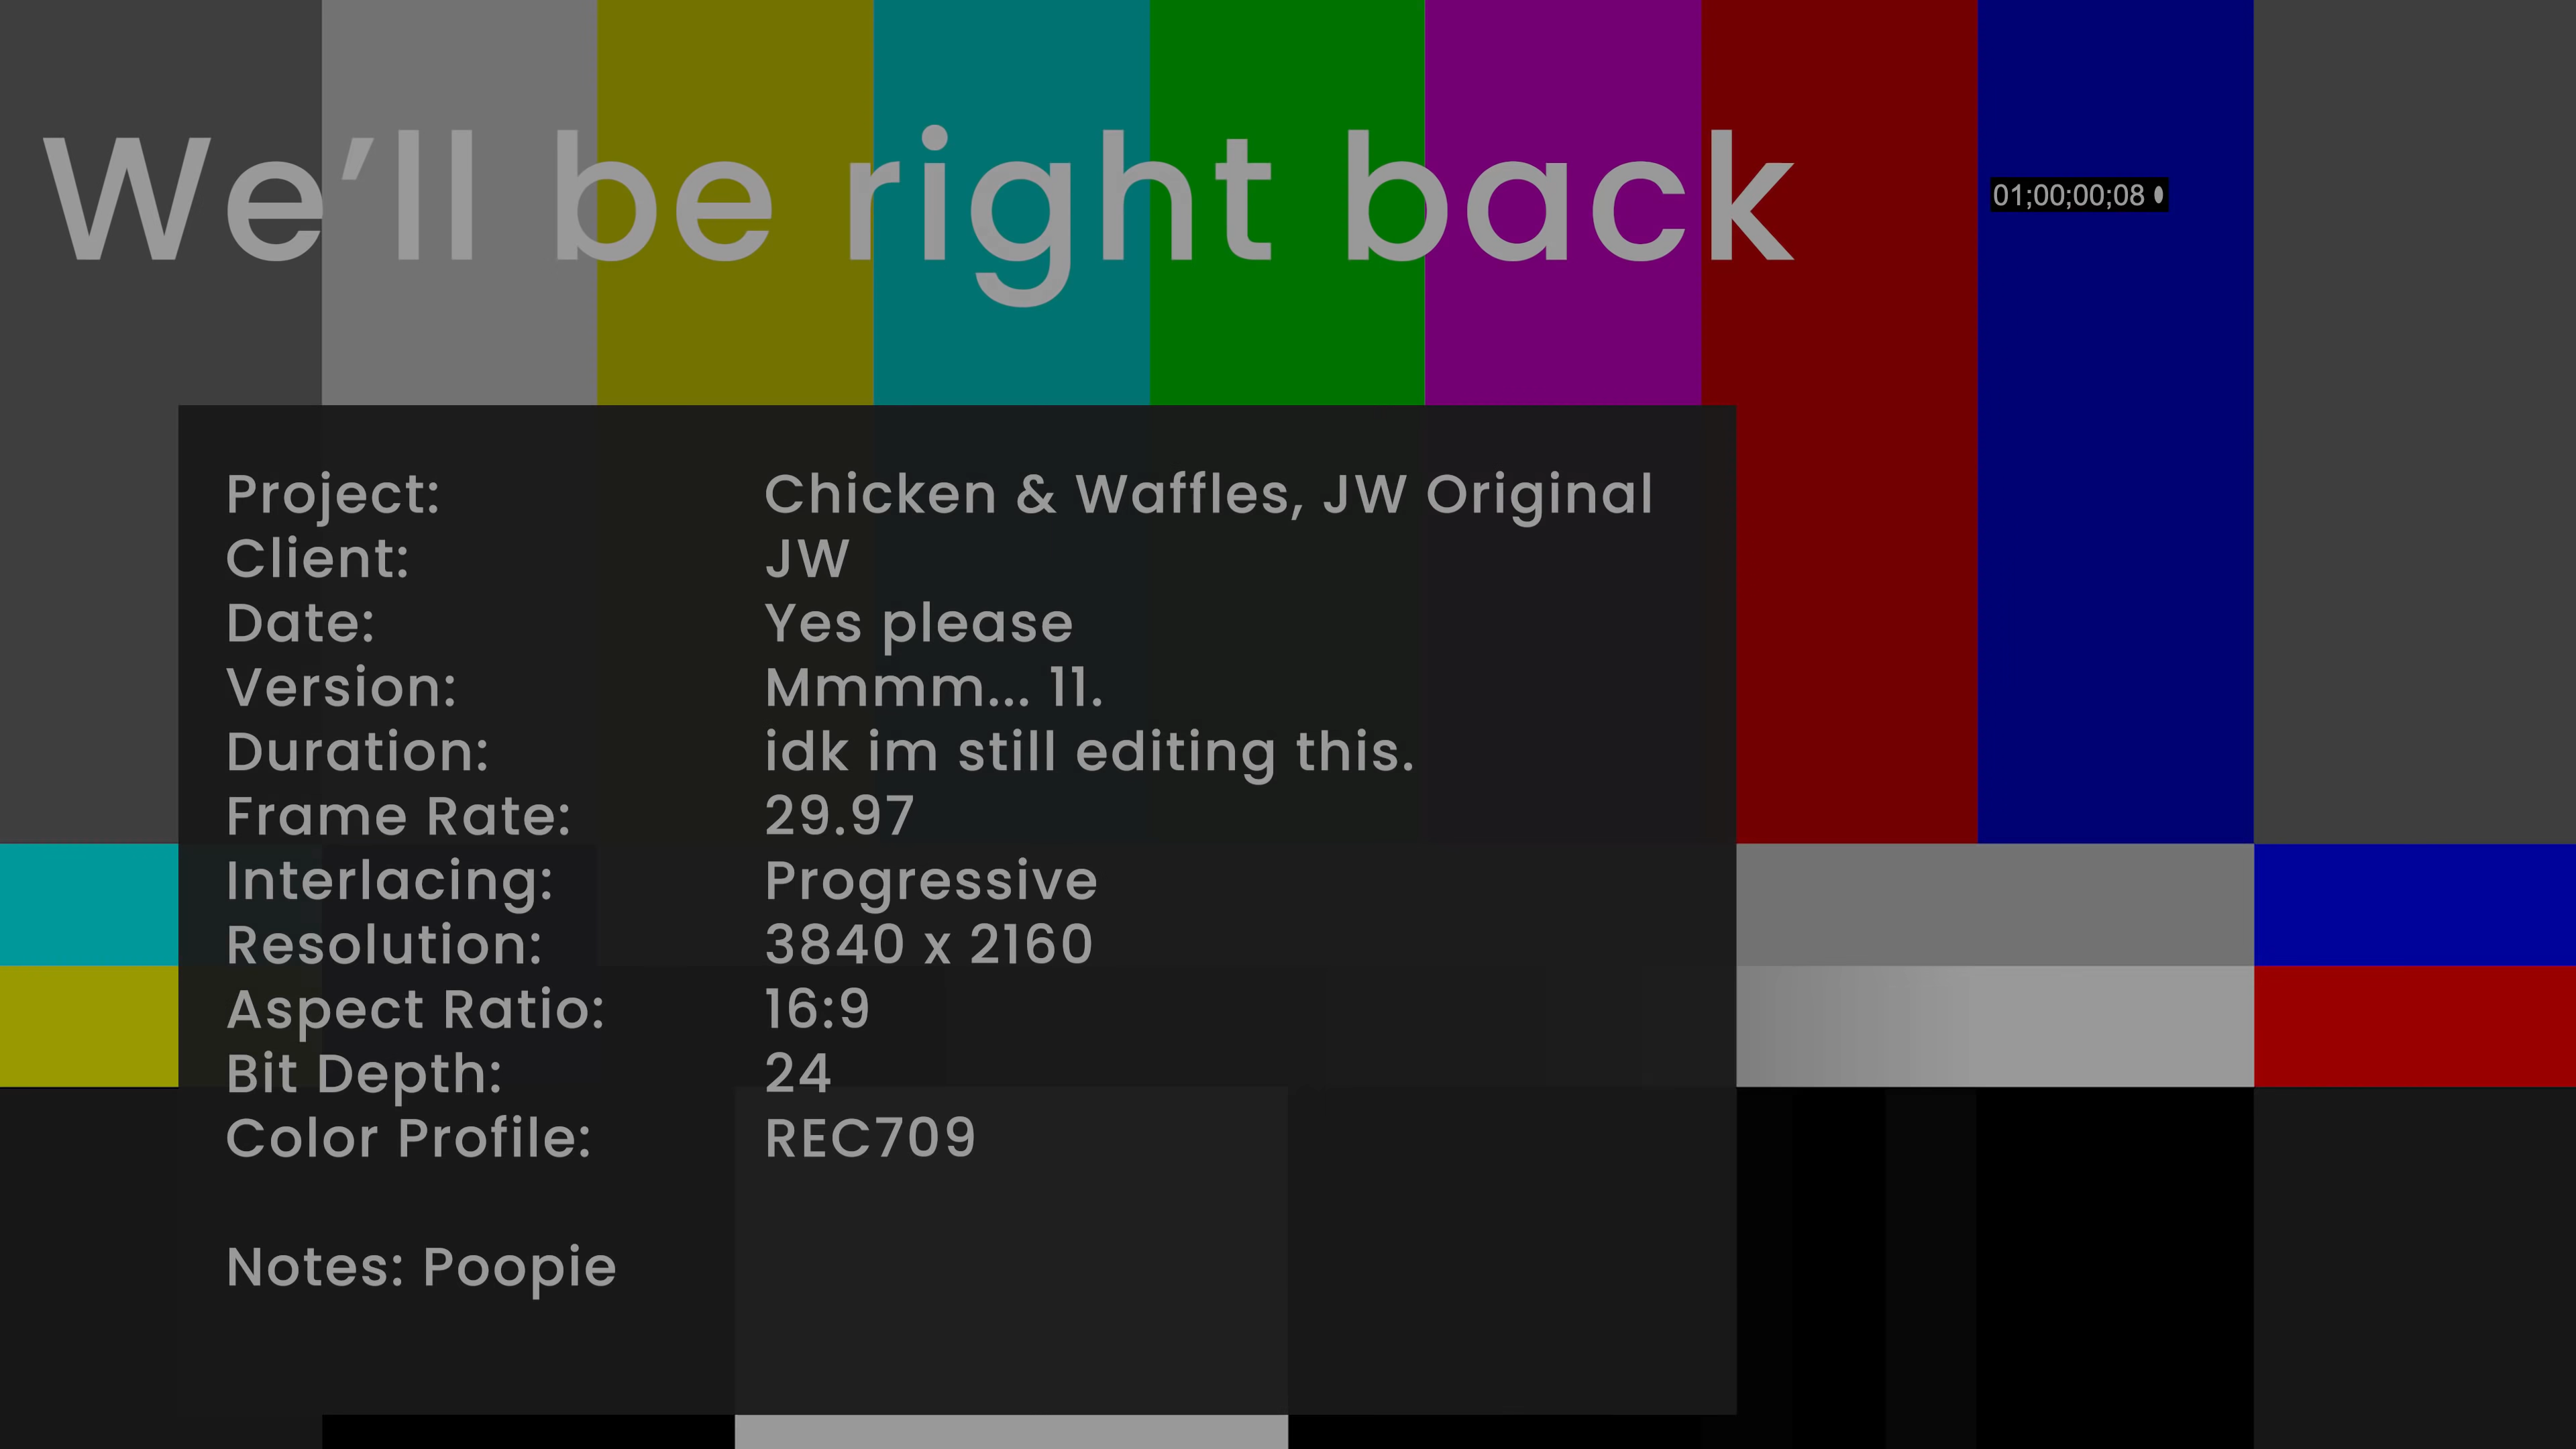 We’ll be right back
01;00;00;08
Project: Chicken & Waffles, JW Original
Client: JW
Date: Yes please
Version: Mmmm... 11.
Duration: idk im still editing this.
Frame Rate: 29.97
Interlacing: Progressive
Resolution: 3840 x 2160
Aspect Ratio: 16:9
Bit Depth: 24
Color Profile: REC709
Notes: Poopie